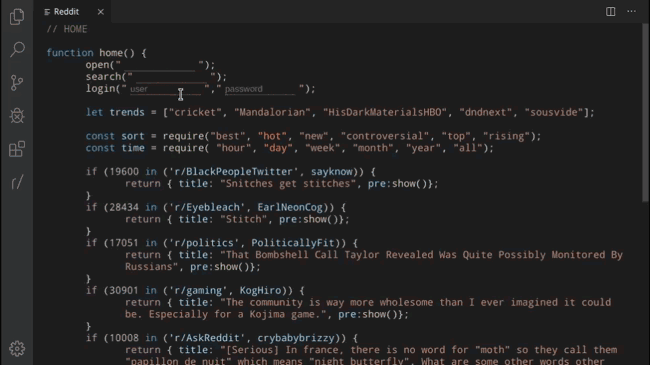 Reddit
// HOME
function home() {
open(" ");
search(" ");
login(" user "," password ");
let trends = ["cricket", "Mandalorian", "HisDarkMaterialsHBO", "dndnext", "sousvide"];
const sort = require("best", "hot", "new", "controversial", "top", "rising");
const time = require( "hour", "day", "week", "month", "year", "all");
if (19600 in ('r/BlackPeopleTwitter', sayknow)) {
return { title: "Snitches get stitches", pre:show()};
}
if (28434 in ('r/Eyebleach', EarlNeonCog)) {
return { title: "Stitch", pre:show()};
}
if (17051 in ('r/politics', PoliticallyFit)) {
return { title: "That Bombshell Call Taylor Revealed Was Quite Possibly Monitored By
Russians", pre:show()};
}
if (30901 in ('r/gaming', KogHiro)) {
return { title: "The community is way more wholesome than I ever imagined it could
be. Especially for a Kojima game.", pre:show()};
}
if (10008 in ('r/AskReddit', crybabybrizzy)) {
return { title: "[Serious] In france, there is no word for "moth" so they call them
"papillon de nuit" which means "night butterfly". What are some other words other
r/